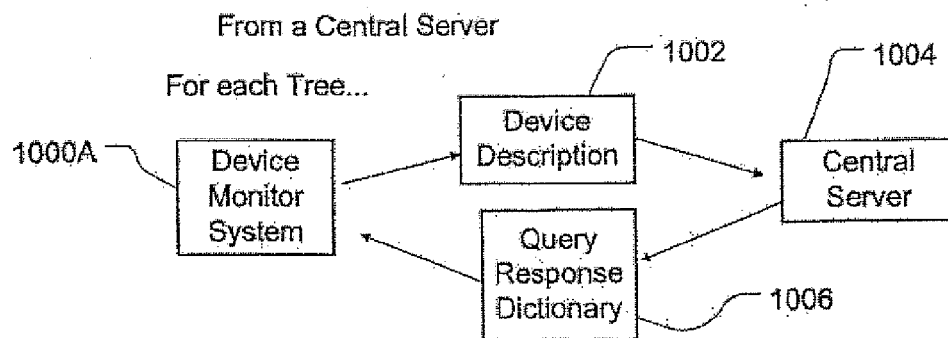 From a Central Server
For each Tree...
1002
1004
1000A
Device
Monitor
System
Device
Description
Central
Server
Query
Response
Dictionary
1006